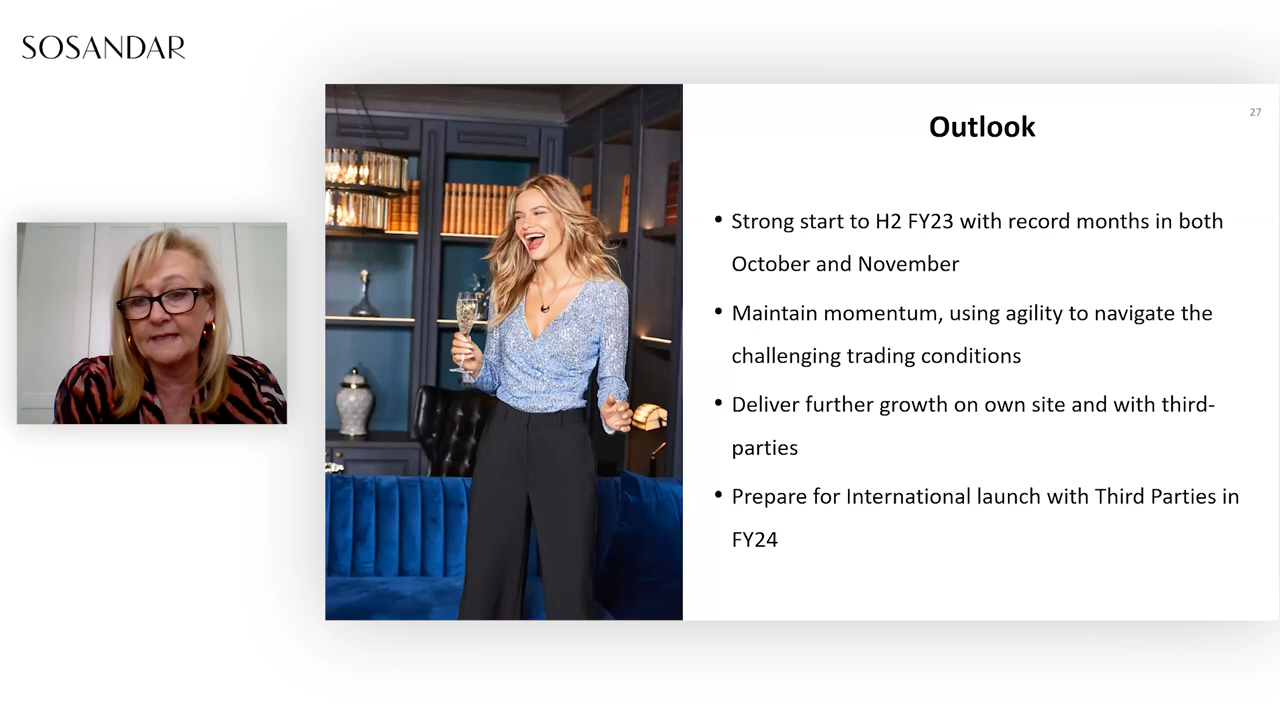 SOSANDAR
27
Outlook
• Strong start to H2 FY23 with record months in both
October and November
• Maintain momentum, using agility to navigate the
challenging trading conditions
• Deliver further growth on own site and with third-
parties
• Prepare for International launch with Third Parties in
FY24